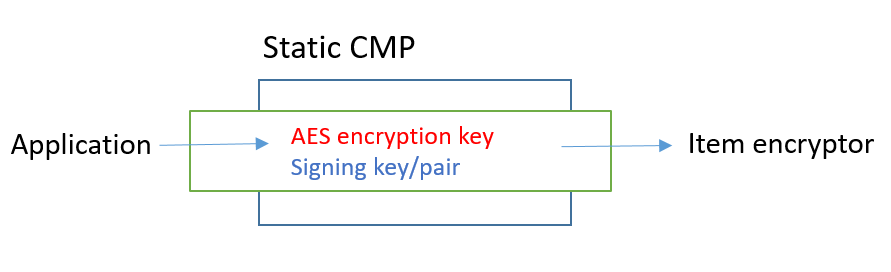 Static CMP
Application
AES encryption key
Signing key/pair
Item encryptor